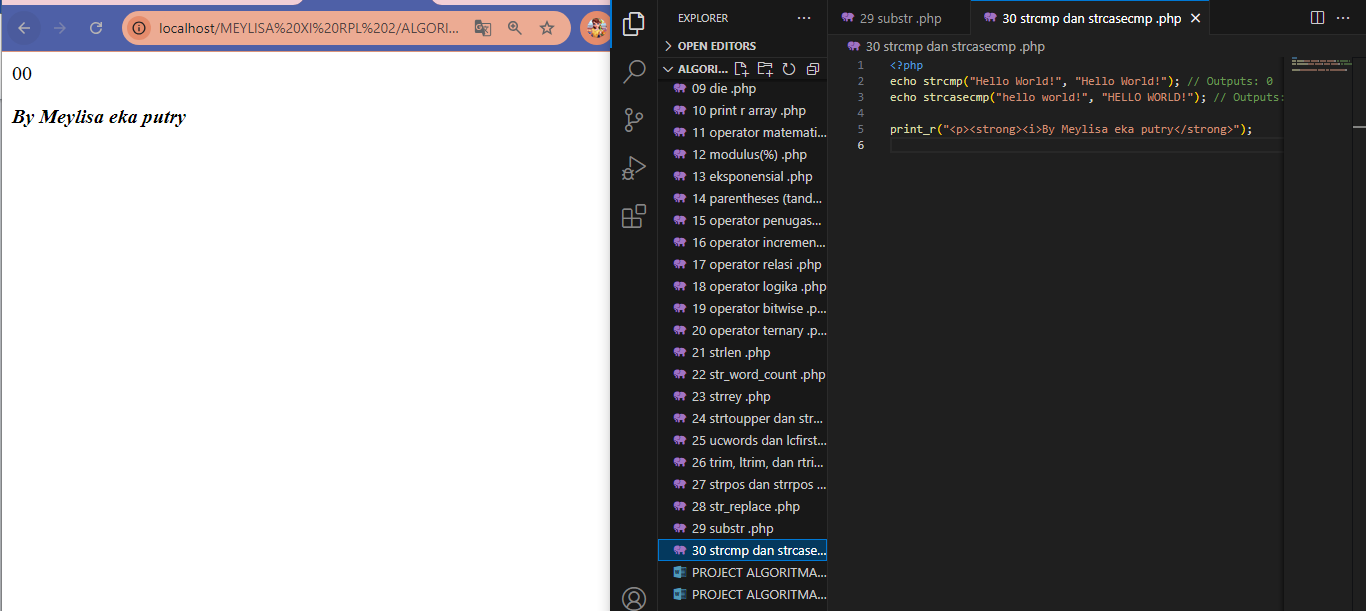 localhost/MEYLISA%20XI%20RPL%202/ALGORI...
00
By Meylisa eka putry
EXPLORER
OPEN EDITORS
ALGORI...
09 die .php
10 print r array .php
11 operator matemati...
12 modulus(%) .php
13 eksponensial .php
14 parentheses (tand...
15 operator penugas...
16 operator incremen...
17 operator relasi .php
18 operator logika .php
19 operator bitwise .p...
20 operator ternary .p...
21 strlen .php
22 str_word_count .php
23 strrey .php
24 strtoupper dan str...
25 ucwords dan lcfirst...
26 trim, ltrim, dan rtri...
27 strpos dan strrpos ...
28 str_replace .php
29 substr .php
30 strcmp dan strcase...
PROJECT ALGORITMA...
PROJECT ALGORITMA...
29 substr .php
30 strcmp dan strcasecmp .php
30 strcmp dan strcasecmp .php
1 <?php
2 echo strcmp("Hello World!", "Hello World!"); // Outputs: 0
3 echo strcasecmp("hello world!", "HELLO WORLD!"); // Outputs:
4
5 print_r("<p><strong><i>By Meylisa eka putry</strong>");
6